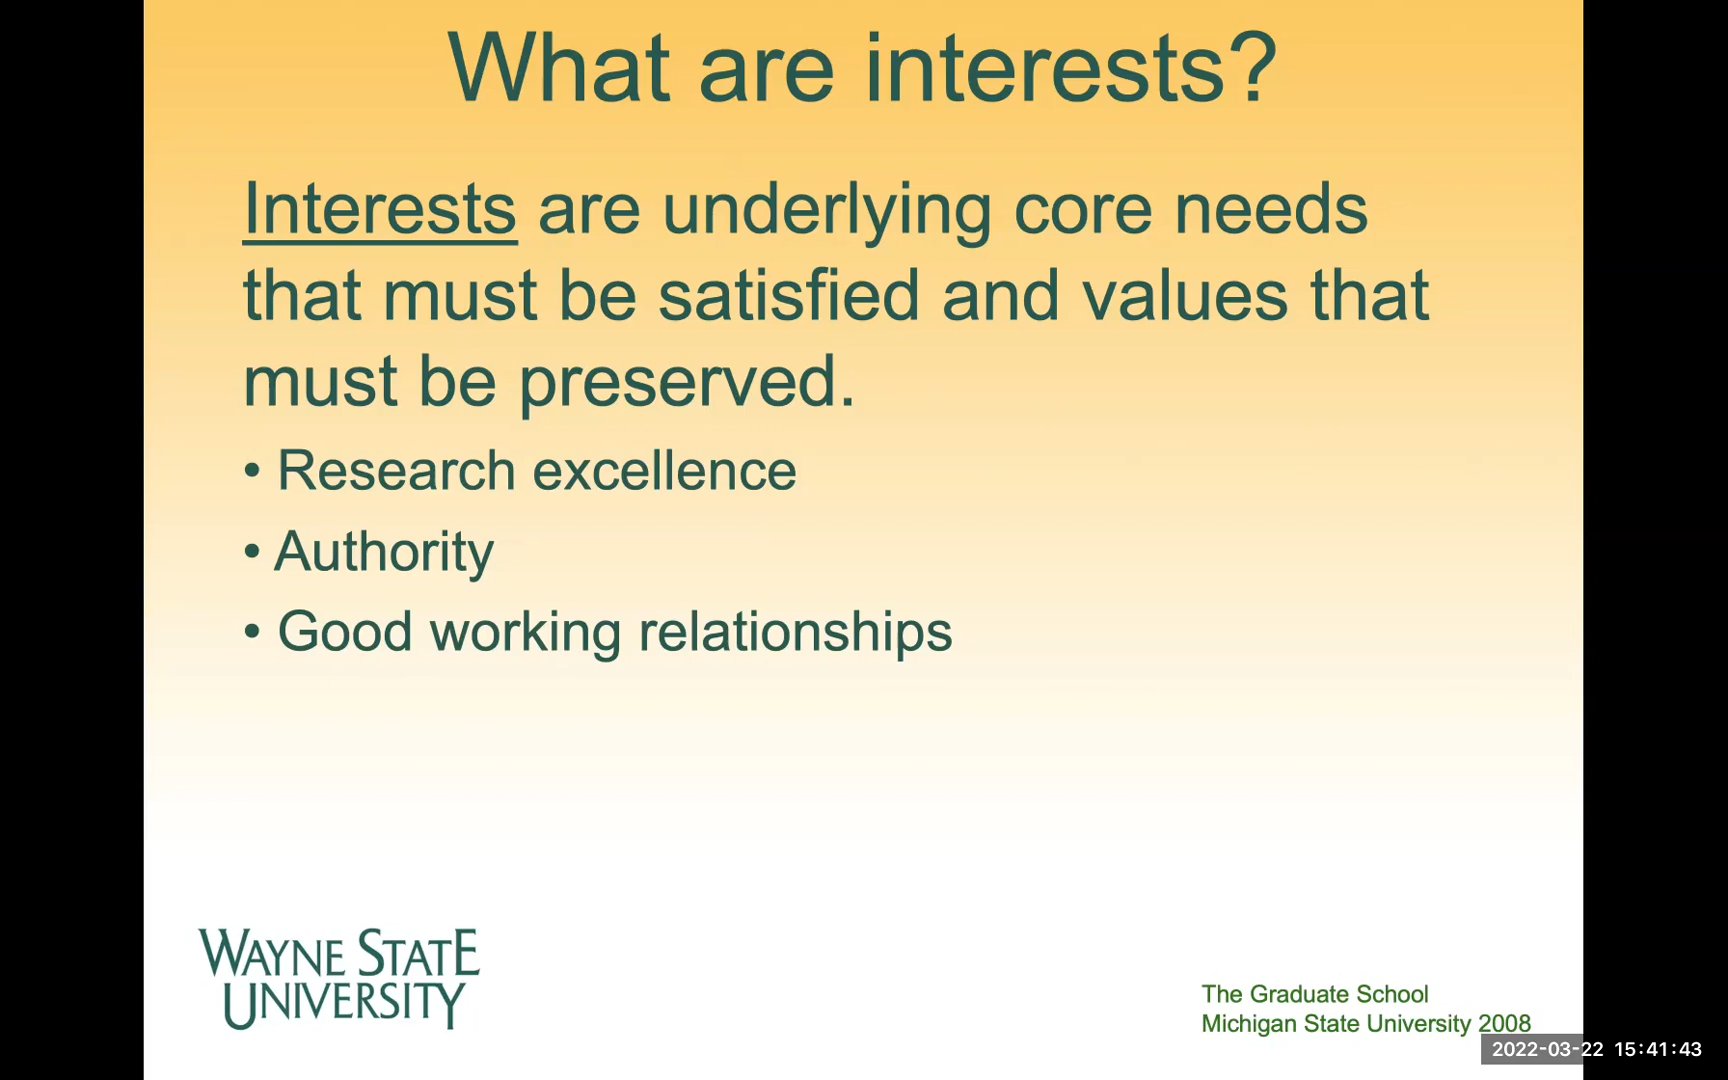 What are interests?
Interests are underlying core needs
that must be satisfied and values that
must be preserved.
• Research excellence
• Authority
• Good working relationships
WAYNE STATE
UNIVERSITY
The Graduate School
Michigan State University 2008
2022-03-22 15:41:43